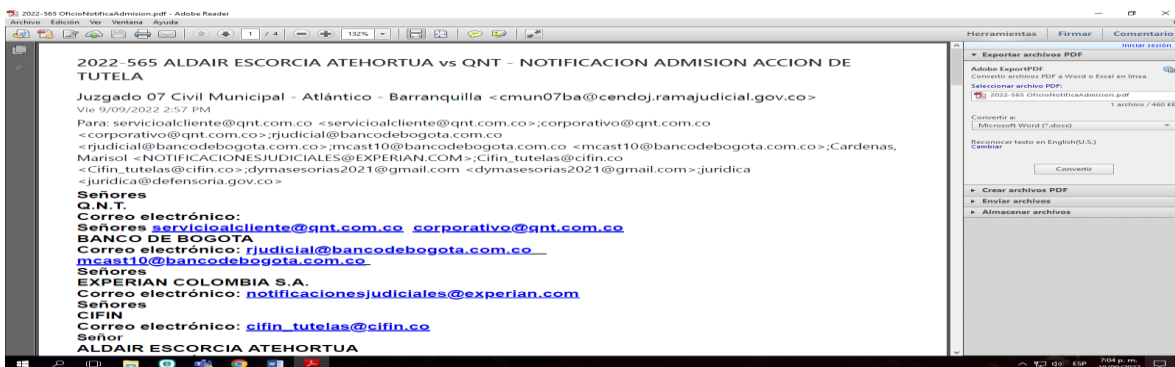 2022-565 OficioNotificaAdmision.pdf - Adobe Reader
Archivo Edición Ver Ventana Ayuda
1 / 4
132%
Herramientas Firmar Comentario
Iniciar sesión
2022-565 ALDAIR ESCORCIA ATEHORTUA vs QNT - NOTIFICACION ADMISION ACCION DE
TUTELA
Juzgado 07 Civil Municipal - Atlántico - Barranquilla <cmun07ba@cendoj.ramajudicial.gov.co>
Vie 9/09/2022 2:57 PM
Para: servicioalcliente@qnt.com.co <servicioalcliente@qnt.com.co>;corporativo@qnt.com.co
<corporativo@qnt.com.co>;rjudicial@bancodebogota.com.co
<rjudicial@bancodebogota.com.co>;mcast10@bancodebogota.com.co <mcast10@bancodebogota.com.co>;Cardenas,
Marisol <NOTIFICACIONESJUDICIALES@EXPERIAN.COM>;Cifin_tutelas@cifin.co
<Cifin_tutelas@cifin.co>;dymasesorias2021@gmail.com <dymasesorias2021@gmail.com>;juridica
<juridica@defensoria.gov.co>
Señores
Q.N.T.
Correo electrónico:
Señores servicioalcliente@qnt.com.co corporativo@qnt.com.co
BANCO DE BOGOTA
Correo electrónico: rjudicial@bancodebogota.com.co
mcast10@bancodebogota.com.co
Señores
EXPERIAN COLOMBIA S.A.
Correo electrónico: notificacionesjudiciales@experian.com
Señores
CIFIN
Correo electrónico: cifin_tutelas@cifin.co
Señor
ALDAIR ESCORCIA ATEHORTUA
Exportar archivos PDF
Adobe ExportPDF
Convertir archivos PDF a Word o Excel en línea
Seleccionar archivo PDF:
2022-565 OficioNotificaAdmision.pdf
1 archivo / 460 KB
Convertir a:
Microsoft Word (*.docx)
Reconocer texto en English(U.S.)
Cambiar
Convertir
Crear archivos PDF
Enviar archivos
Almacenar archivos
ESP
7:04 p. m.